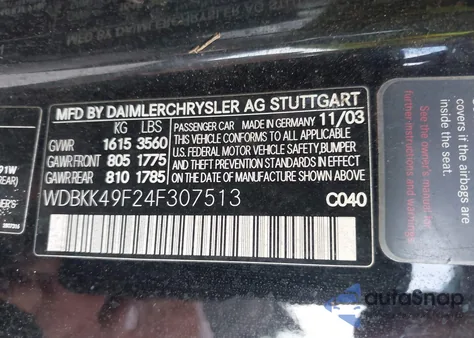 MFD BY DAIMLERCHRYSLER AG STUTTGART
KG LBS
GVWR 1615 3560
GAWR.FRONT 805 1775
GAWR.REAR 810 1785
PASSENGER CAR MADE IN GERMANY 11/03
THIS VEHICLE CONFORMS TO ALL APPLICABLE
U.S. FEDERAL MOTOR VEHICLE SAFETY,BUMPER
AND THEFT PREVENTION STANDARDS IN EFFECT
ON THE DATE OF MANUFACTURE SHOWN ABOVE.
WDBKK49F24F307513
C040
91W
REAR)
covers if the
airbags are
inside the seat.
See owner's manual for
further instructions
autoSnap